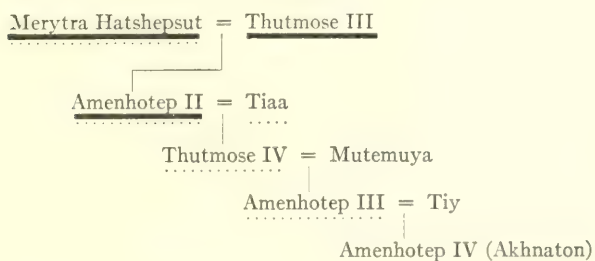 Merytra Hatshepsut = Thutmose III
Amenhotep II = Tiaa
Thutmose IV = Mutemuya
Amenhotep III = Tiy
Amenhotep IV (Akhnaton)